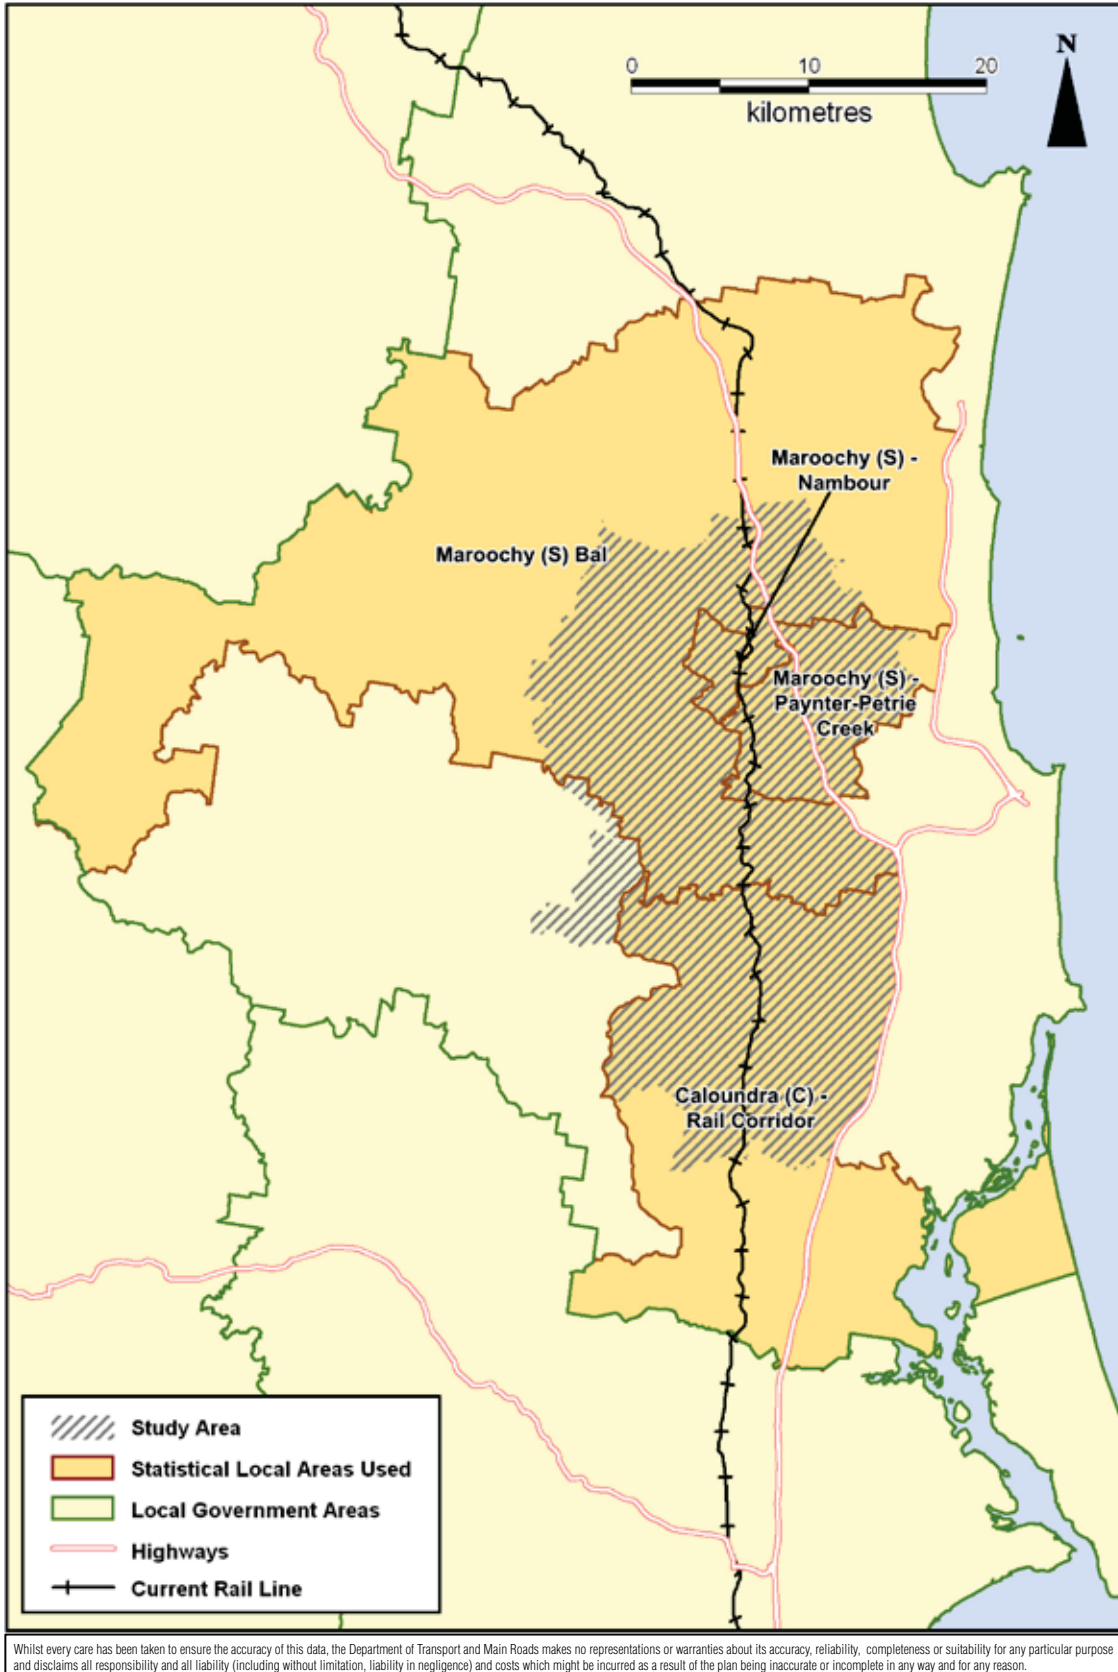 N
0 10 20
kilometres
Maroochy (S) -
Nambour
Maroochy (S) Bal
Maroochy (S) -
Paynter-Petrie
Creek
Caloundra (C) -
Rail Corridor
Study Area
Statistical Local Areas Used
Local Government Areas
Highways
Current Rail Line
Whilst every care has been taken to ensure the accuracy of this data, the Department of Transport and Main Roads makes no representations or warranties about its accuracy, reliability, completeness or suitability for any particular purpose
and disclaims all responsibility and all liability (including without limitation, liability in negligence) and costs which might be incurred as a result of the plan being inaccurate or incomplete in any way and for any reason.